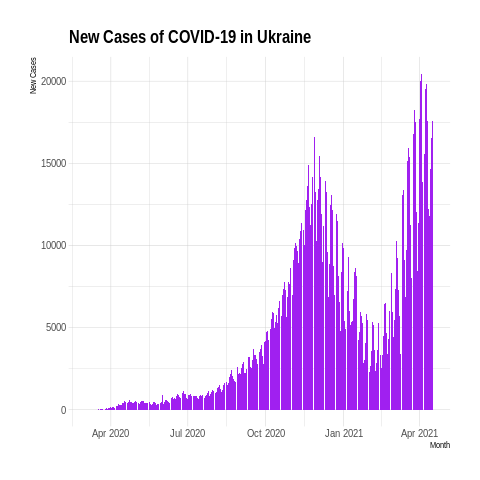 New Cases of COVID-19 in Ukraine
New Cases
20000
15000
10000
5000
0
Apr 2020 Jul 2020 Oct 2020 Jan 2021 Apr 2021
Month